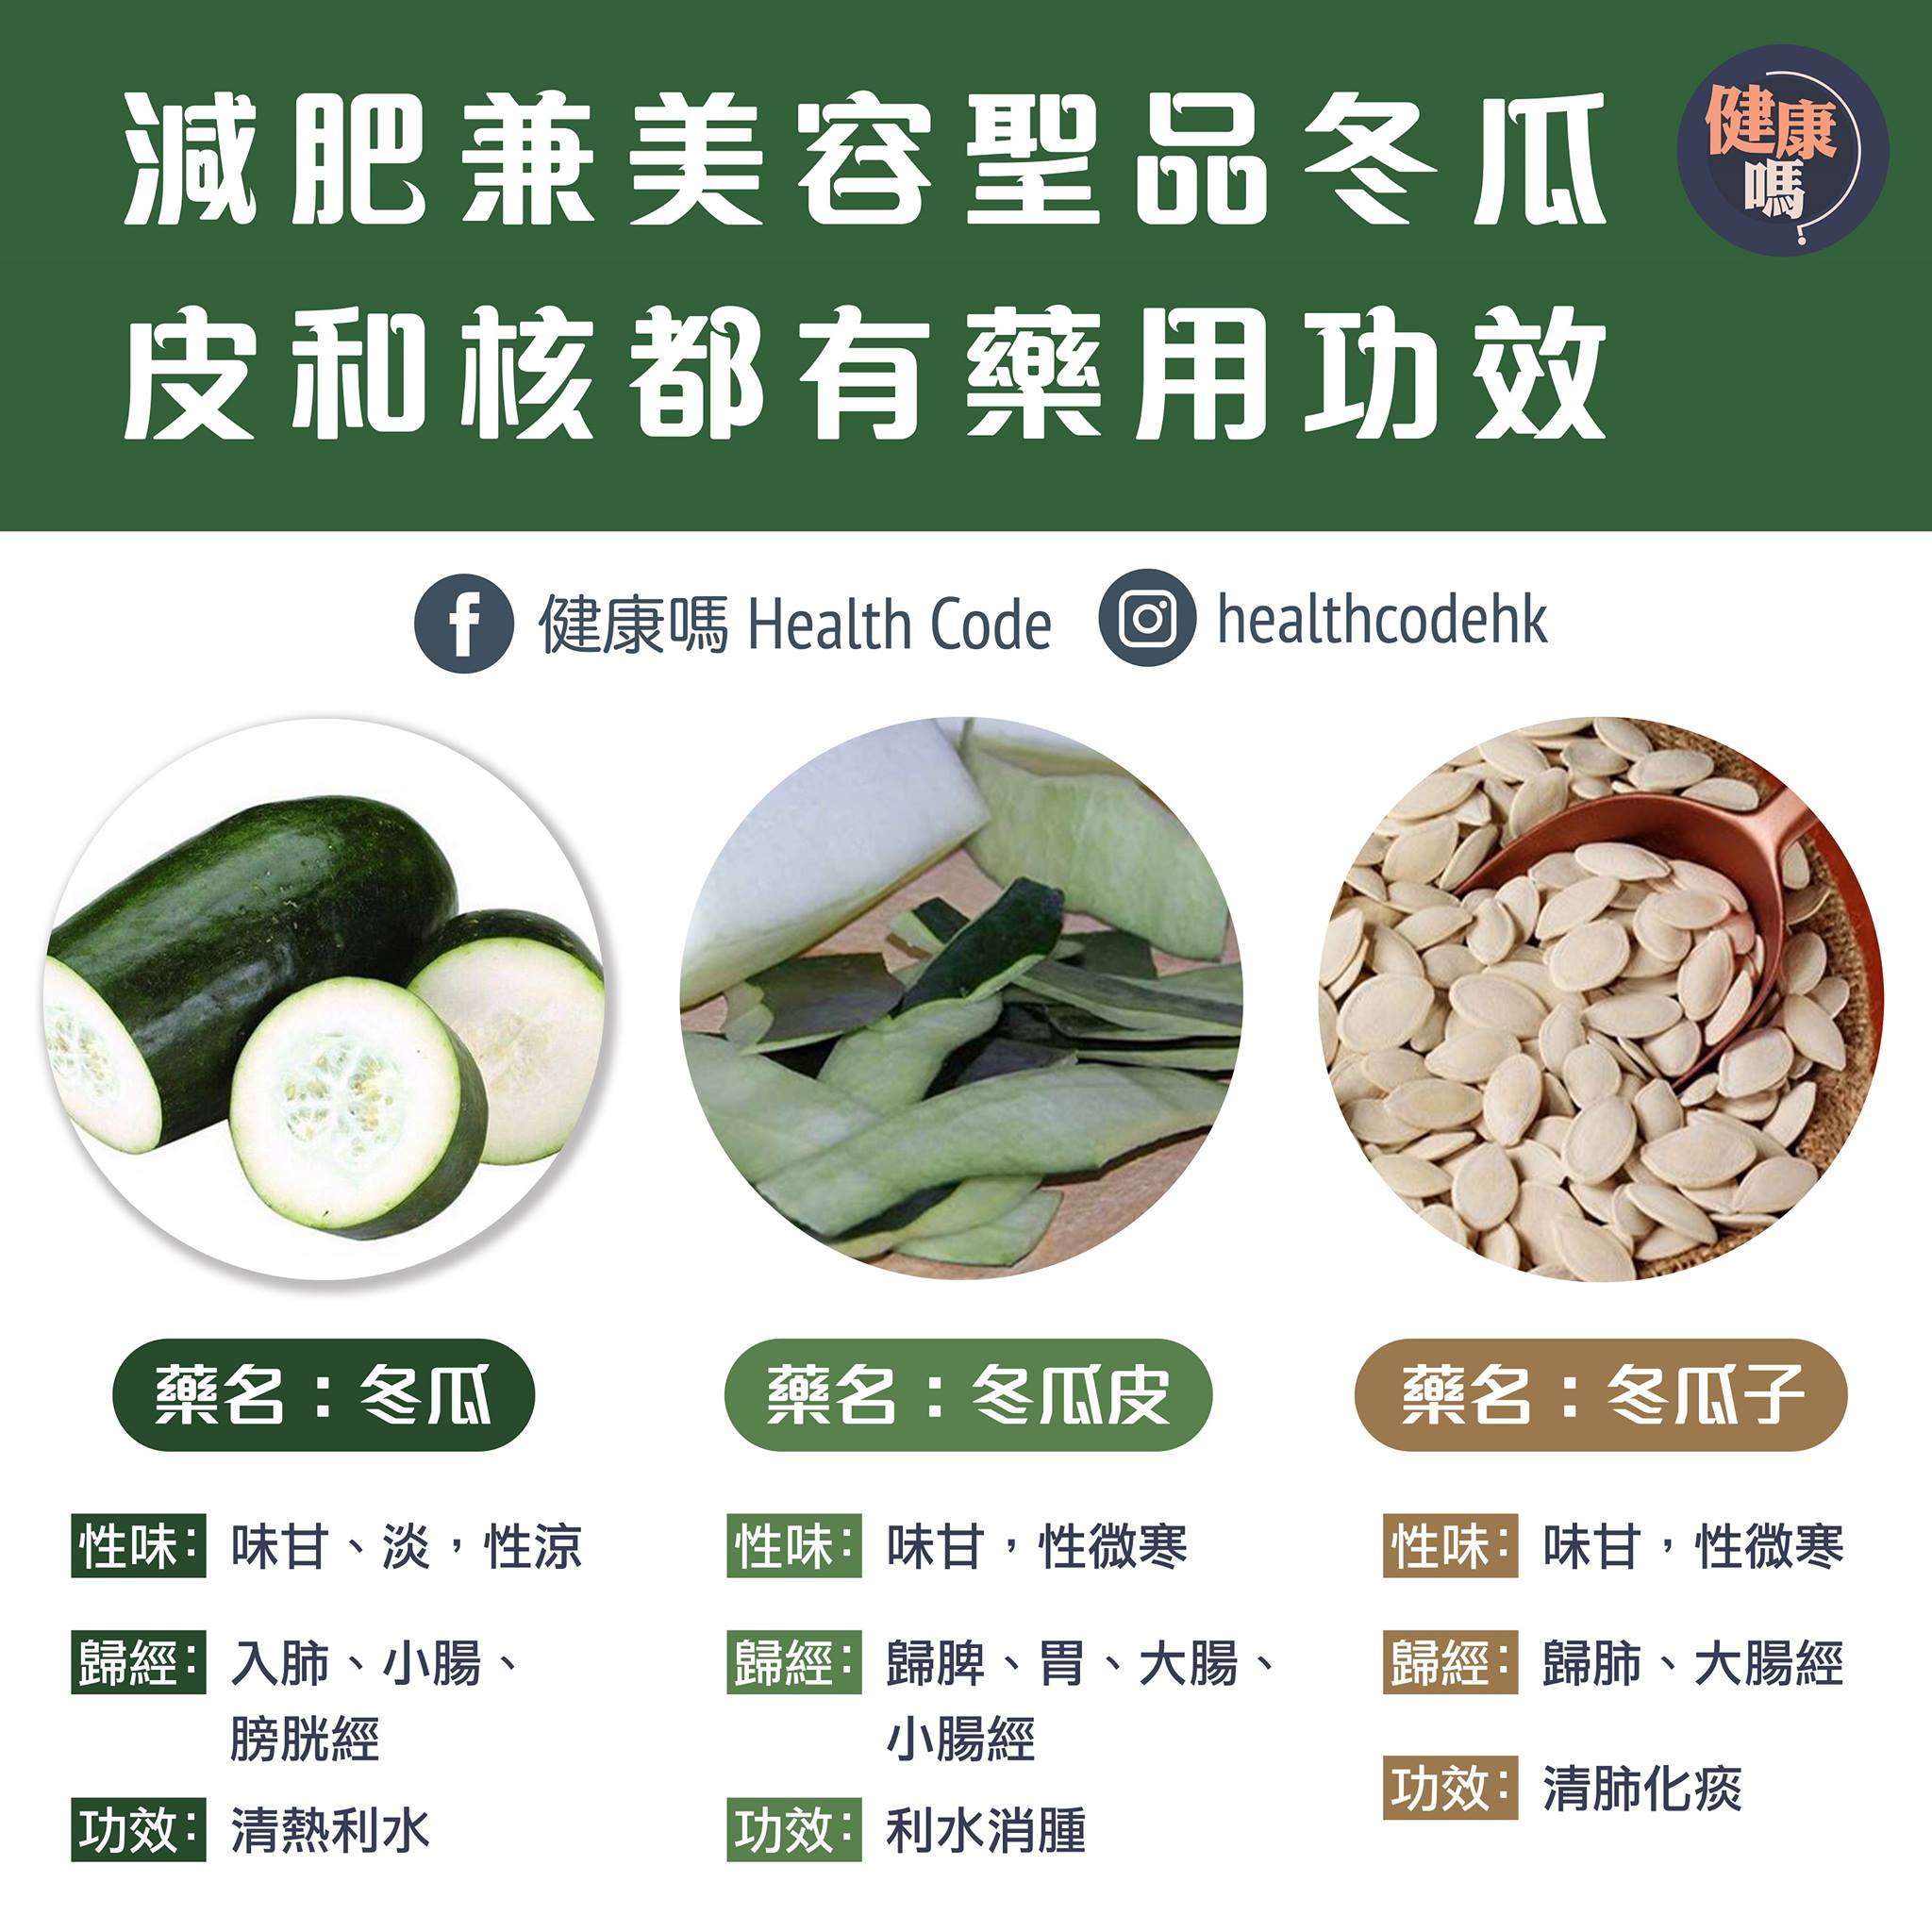 減肥兼美容聖品冬瓜
皮和核都有藥用功效
健康
嗎?
健康嗎 Health Code
healthcodehk
藥名：冬瓜
性味： 味甘、淡，性涼
歸經： 入肺、小腸、
膀胱經
功效： 清熱利水
藥名：冬瓜皮
性味： 味甘，性微寒
歸經： 歸脾、胃、大腸、
小腸經
功效： 利水消腫
藥名：冬瓜子
性味： 味甘，性微寒
歸經： 歸肺、大腸經
功效： 清肺化痰